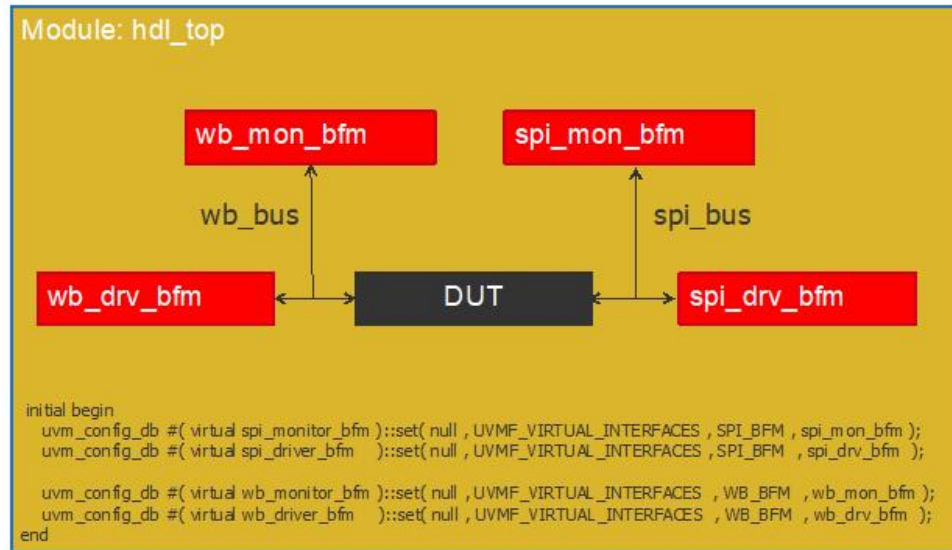 Module: hdl_top
wb_mon_bfm
spi_mon_bfm
wb_bus
spi_bus
wb_drv_bfm
DUT
spi_drv_bfm
initial begin
uvm_config_db #( virtual spi_monitor_bfm )::set( null , UVMF_VIRTUAL_INTERFACES , SPI_BFM , spi_mon_bfm );
uvm_config_db #( virtual spi_driver_bfm )::set( null , UVMF_VIRTUAL_INTERFACES , SPI_BFM , spi_drv_bfm );
uvm_config_db #( virtual wb_monitor_bfm )::set( null , UVMF_VIRTUAL_INTERFACES , WB_BFM , wb_mon_bfm );
uvm_config_db #( virtual wb_driver_bfm )::set( null , UVMF_VIRTUAL_INTERFACES , WB_BFM , wb_drv_bfm );
end